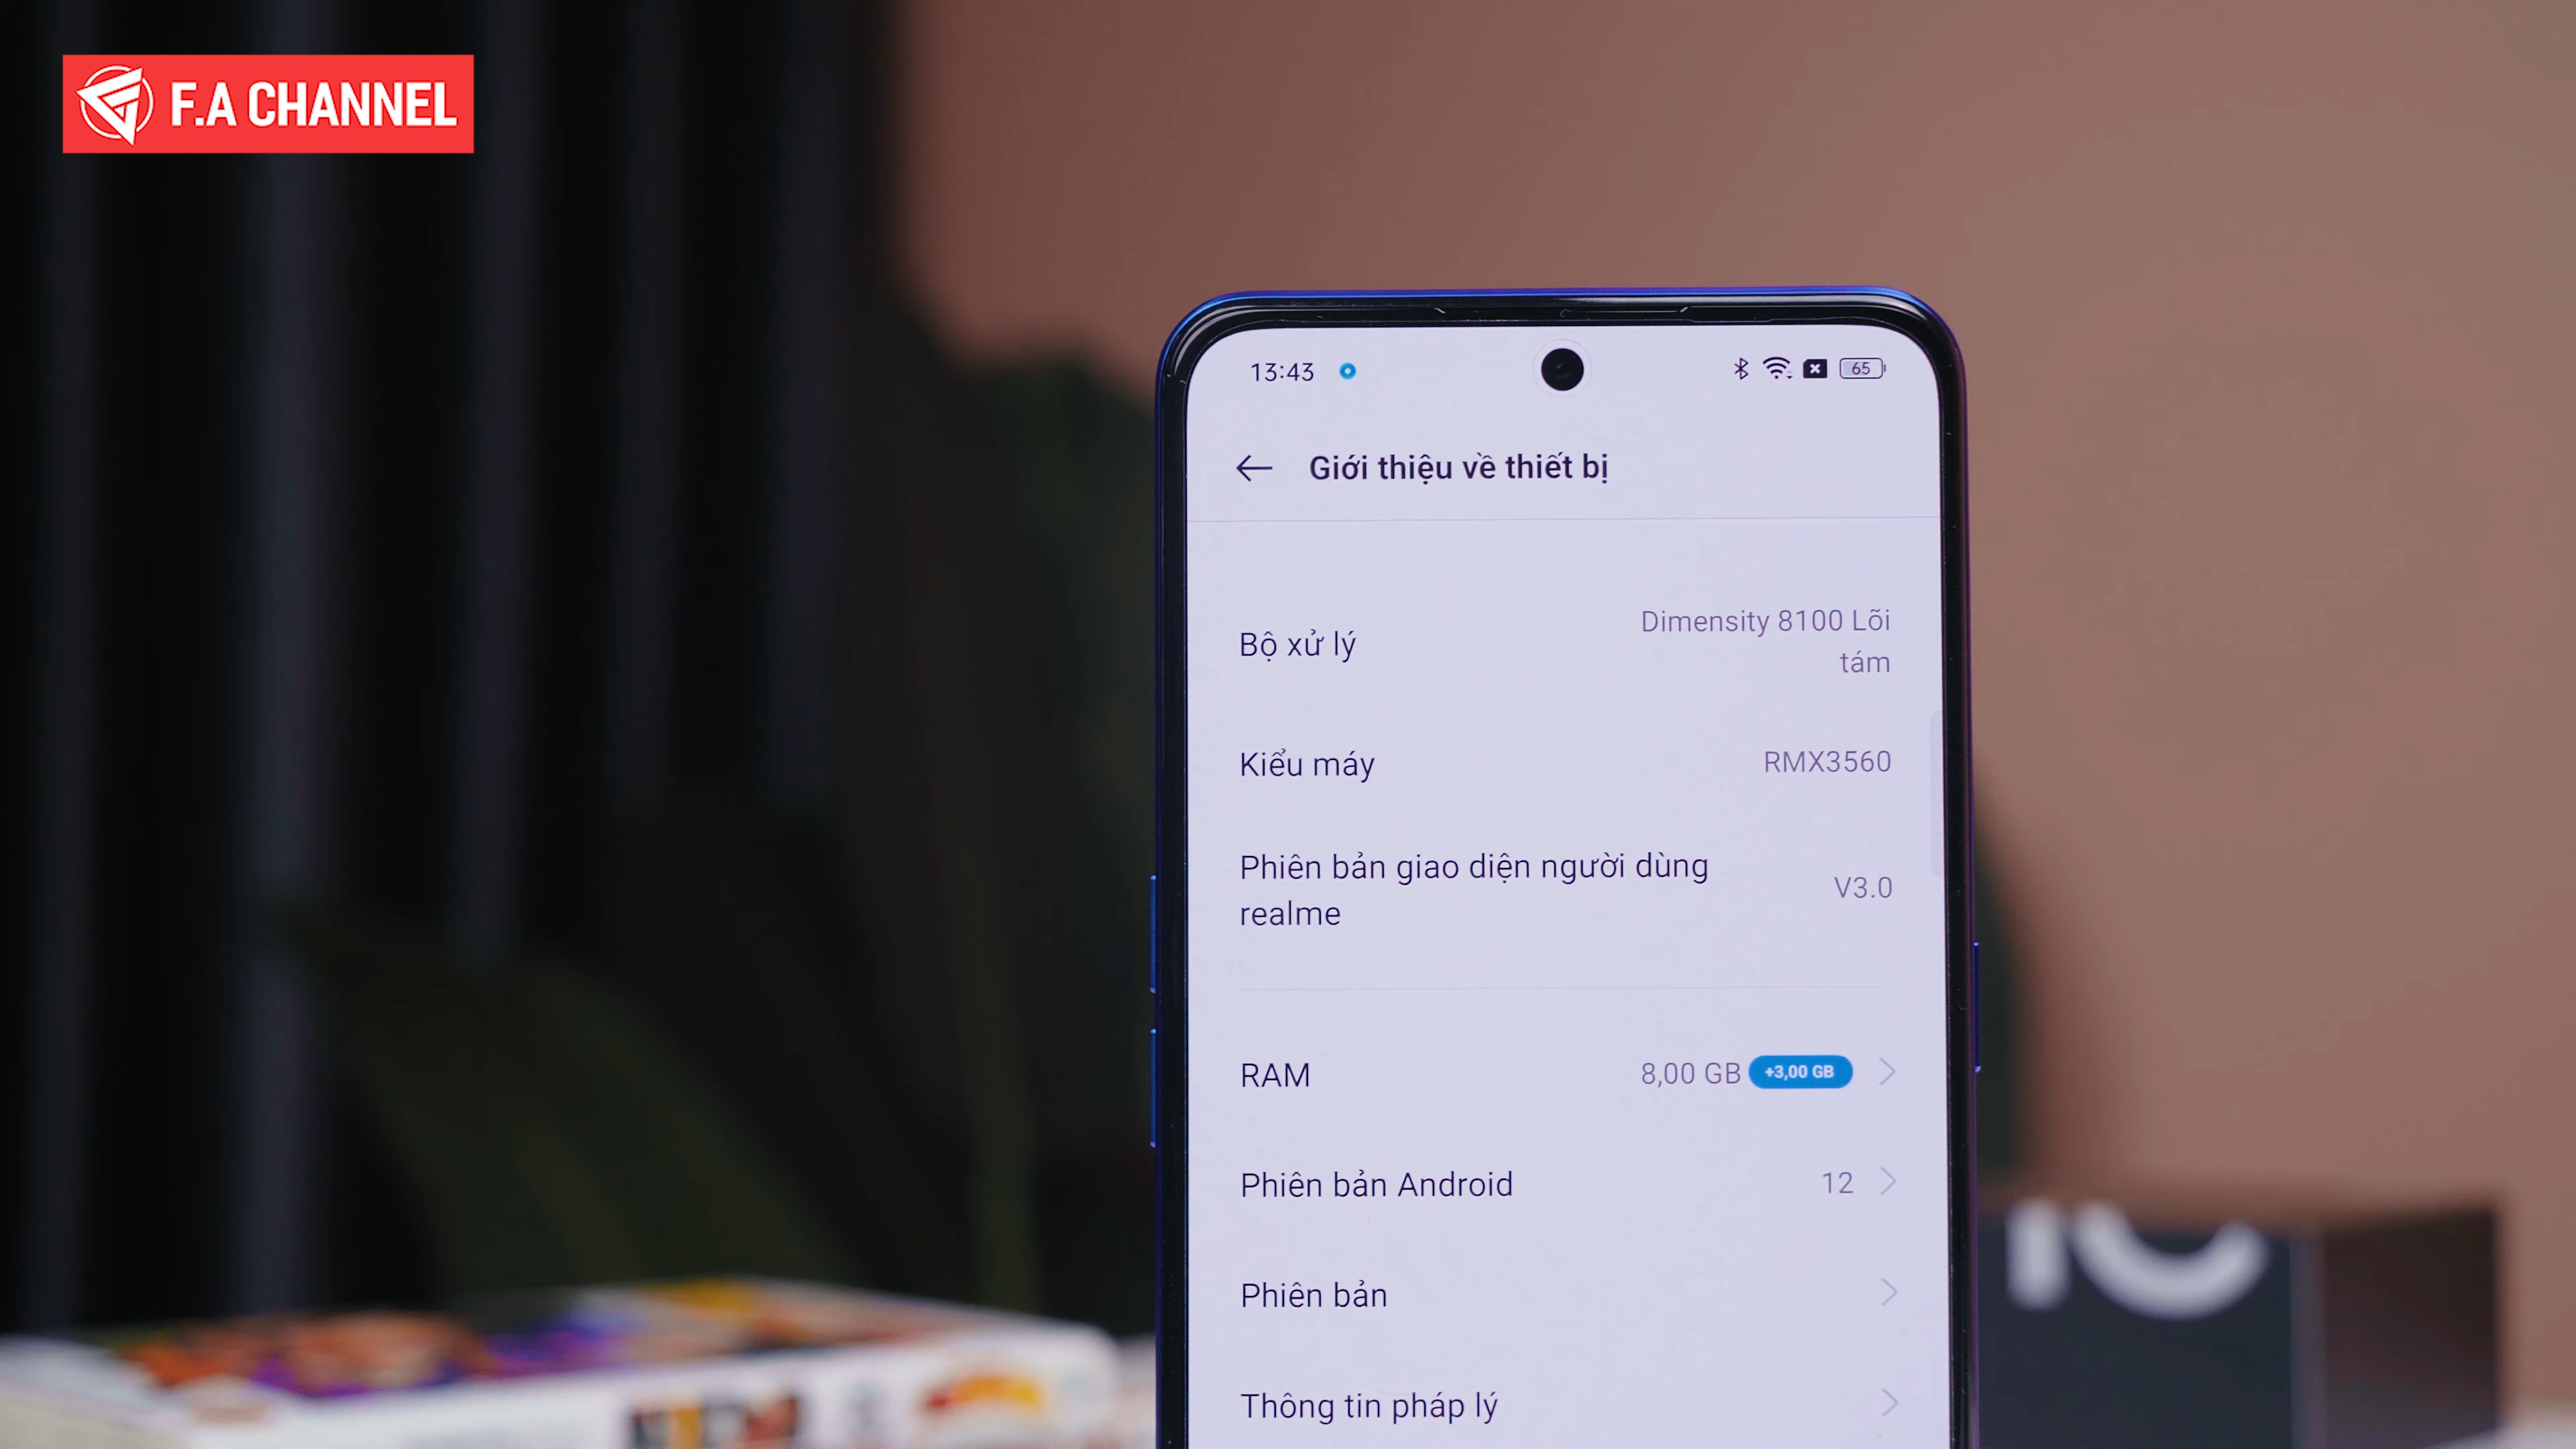 F.A CHANNEL
13:43
65
Giới thiệu về thiết bị
Bộ xử lý
Dimensity 8100 Lõi
tám
Kiểu máy
RMX3560
Phiên bản giao diện người dùng
realme
V3.0
RAM
8,00 GB
+3,00 GB
Phiên bản Android
12
Phiên bản
Thông tin pháp lý